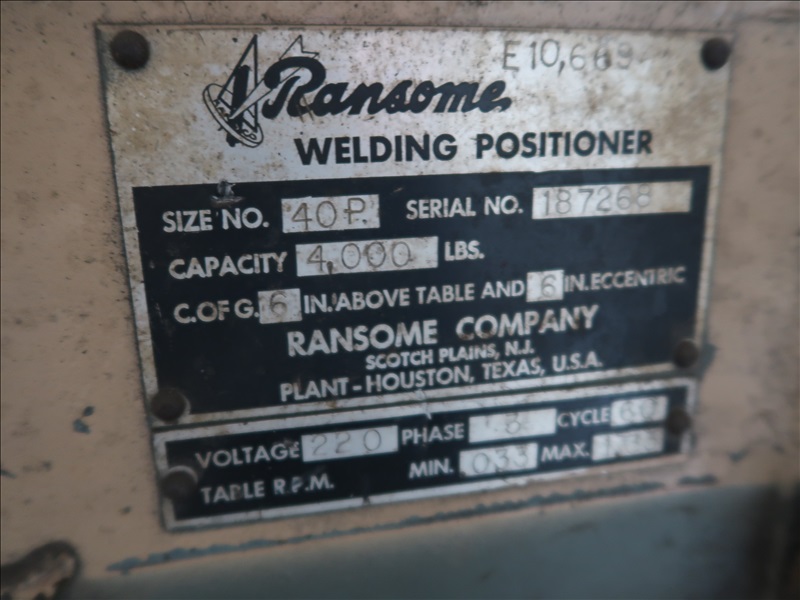 E10,669
Ransome
WELDING POSITIONER
SIZE NO. 40P. SERIAL NO. 187268
CAPACITY 4,000 LBS.
C. OF G. 6 IN. ABOVE TABLE AND 6 IN. ECCENTRIC
RANSOME COMPANY
SCOTCH PLAINS, N.J.
PLANT-HOUSTON, TEXAS, U.S.A.
VOLTAGE 220 PHASE 3 CYCLE 60
TABLE R.P.M. MIN. .033 MAX.